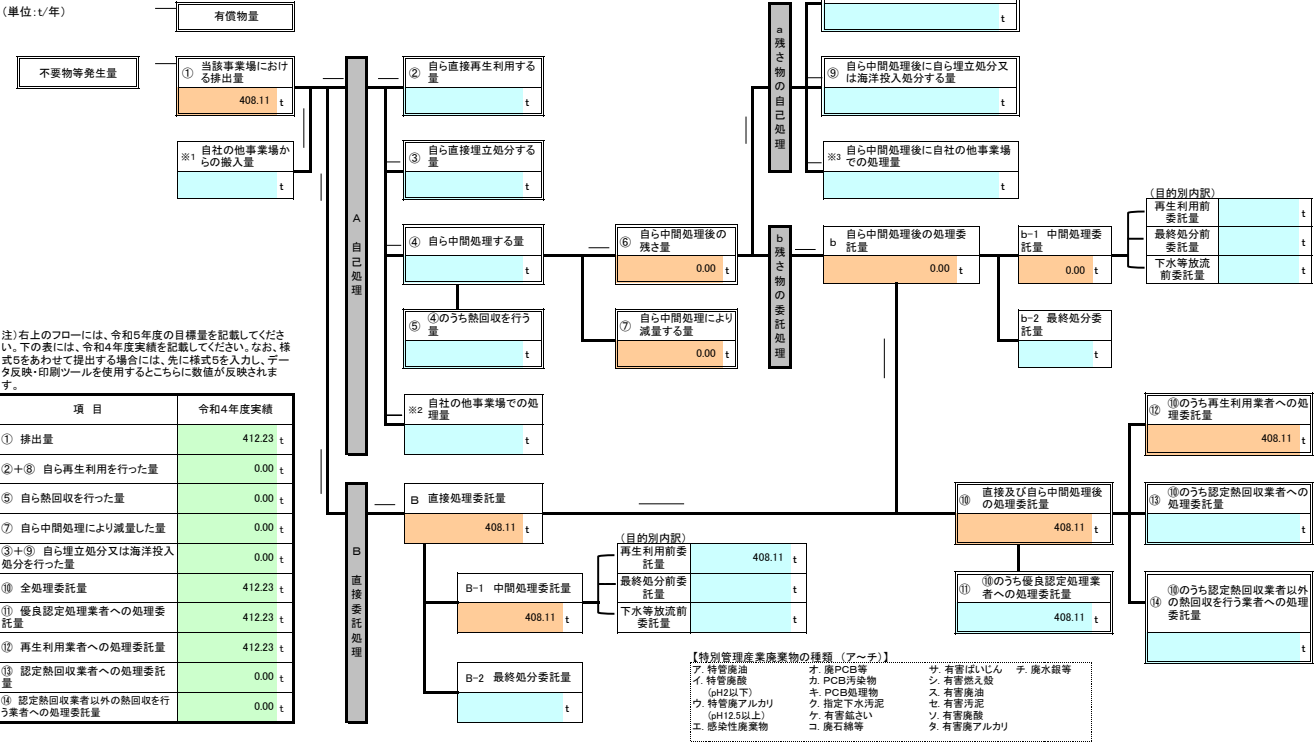 (単位:t/年)
有償物量
t
不要物等発生量
① 当該事業場におけ
る排出量
408.11 t
※1 自社の他事業場か
らの搬入量
t
A
自
己
処
理
② 自ら直接再生利用する
量
t
③ 自ら直接埋立処分する
量
t
④ 自ら中間処理する量
t
⑤ ④のうち熱回収を行う
量
t
※2 自社の他事業場での処
理量
t
⑥ 自ら中間処理後の
残さ量
0.00 t
⑦ 自ら中間処理により
減量する量
0.00 t
a
残
さ
物
の
自
己
処
理
⑨ 自ら中間処理後に自ら埋立処分又
は海洋投入処分する量
t
※3 自ら中間処理後に自社の他事業場
での処理量
t
b
残
さ
物
の
委
託
処
理
b 自ら中間処理後の処理委
託量
0.00 t
b-1 中間処理委
託量
0.00 t
b-2 最終処分委
託量
t
(目的別内訳)
再生利用前
委託量
t
最終処分前
委託量
t
下水等放流
前委託量
t
注)右上のフローには、令和5年度の目標量を記載してくださ
い。下の表には、令和4年度実績を記載してください。なお、様
式5をあわせて提出する場合には、先に様式5を入力し、デー
タ反映・印刷ツールを使用するとこちらに数値が反映されま
す。
項 目 令和4年度実績
① 排出量 412.23 t
②+⑧ 自ら再生利用を行った量 0.00 t
⑤ 自ら熱回収を行った量 0.00 t
⑦ 自ら中間処理により減量した量 0.00 t
③+⑨ 自ら埋立処分又は海洋投入
処分を行った量 0.00 t
⑩ 全処理委託量 412.23 t
⑪ 優良認定処理業者への処理委
託量 412.23 t
⑫ 再生利用業者への処理委託量 412.23 t
⑬ 認定熱回収業者への処理委託
量 0.00 t
⑭ 認定熱回収業者以外の熱回収を行
う業者への処理委託量 0.00 t
B
直
接
委
託
処
理
B 直接処理委託量
408.11 t
B-1 中間処理委託量
408.11 t
B-2 最終処分委託量
t
(目的別内訳)
再生利用前委
託量
408.11 t
最終処分前委
託量
下水等放流前
委託量
t
⑩ 直接及び自ら中間処理後
の処理委託量
408.11 t
⑪ ⑩のうち優良認定処理業
者への処理委託量
408.11 t
⑫ ⑩のうち再生利用業者への処
理委託量
408.11 t
⑬ ⑩のうち認定熱回収業者への
処理委託量
t
⑭ ⑩のうち認定熱回収業者以外
の熱回収を行う業者への処理
委託量
t
【特別管理産業廃棄物の種類 (ア~チ)】
ア. 特管廃油 オ. 廃PCB等 サ. 有害ばいじん チ. 廃水銀等
イ. 特管廃酸 カ. PCB汚染物 シ. 有害燃え殻
(pH2以下) キ. PCB処理物 ス. 有害廃油
ウ. 特管廃アルカリ ク. 指定下水汚泥 セ. 有害汚泥
(pH12.5以上) ケ. 有害鉱さい ソ. 有害廃酸
エ. 感染性廃棄物 コ. 廃石綿等 タ. 有害廃アルカリ